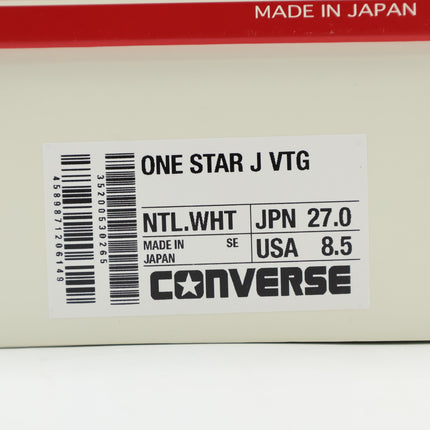 MADE IN JAPAN
ONE STAR J VTG
NTL.WHT JPN 27.0
MADE IN JAPAN SE USA 8.5
CONVERSE
35200530265
4589871206149